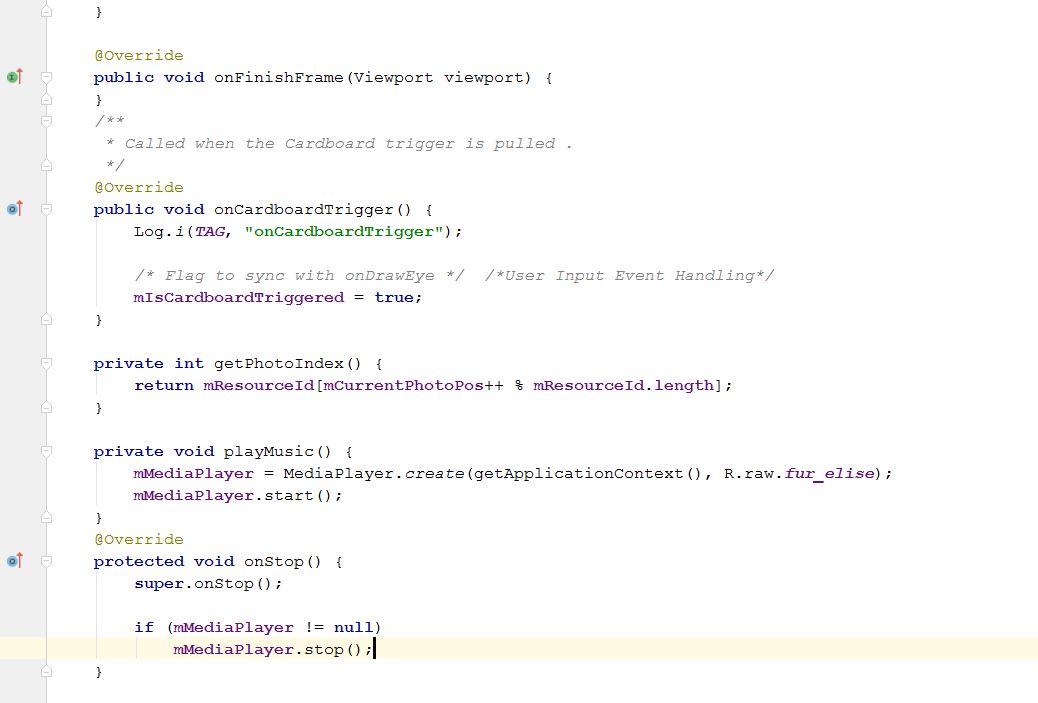 }

@Override
public void onFinishFrame(Viewport viewport) {
}
/**
 * Called when the Cardboard trigger is pulled .
 */
@Override
public void onCardboardTrigger() {
    Log.i(TAG, "onCardboardTrigger");

    /* Flag to sync with onDrawEye */  /*User Input Event Handling*/
    mIsCardboardTriggered = true;
}

private int getPhotoIndex() {
    return mResourceId[mCurrentPhotoPos++ % mResourceId.length];
}

private void playMusic() {
    mMediaPlayer = MediaPlayer.create(getApplicationContext(), R.raw.fur_elise);
    mMediaPlayer.start();
}
@Override
protected void onStop() {
    super.onStop();

    if (mMediaPlayer != null)
        mMediaPlayer.stop();
}